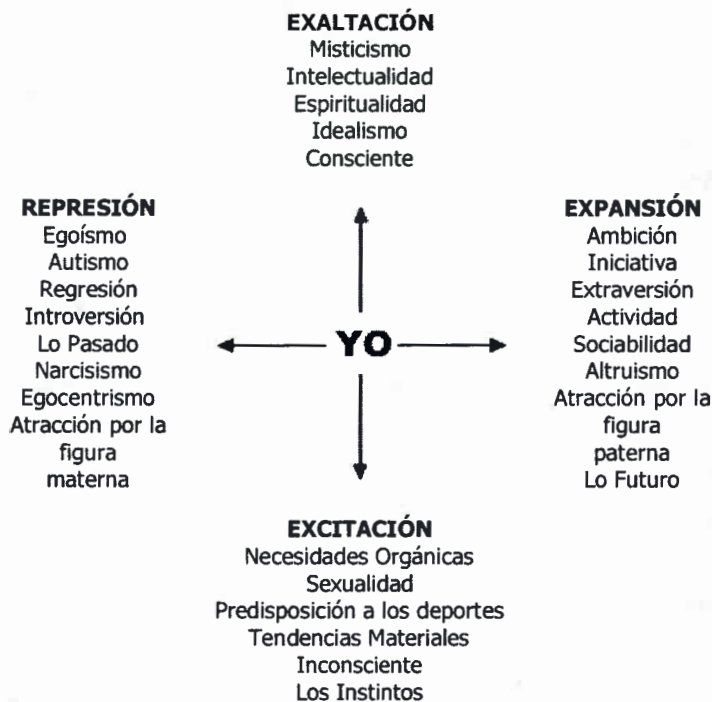 EXALTACIÓN
Misticismo
Intelectualidad
Espiritualidad
Idealismo
Consciente
REPRESIÓN
Egoísmo
Autismo
Regresión
Introversión
Lo Pasado
Narcisismo
Egocentrismo
Atracción por la
figura
materna
YO
EXPANSIÓN
Ambición
Iniciativa
Extraversión
Actividad
Sociabilidad
Altruismo
Atracción por la
figura
paterna
Lo Futuro
EXCITACIÓN
Necesidades Orgánicas
Sexualidad
Predisposición a los deportes
Tendencias Materiales
Inconsciente
Los Instintos